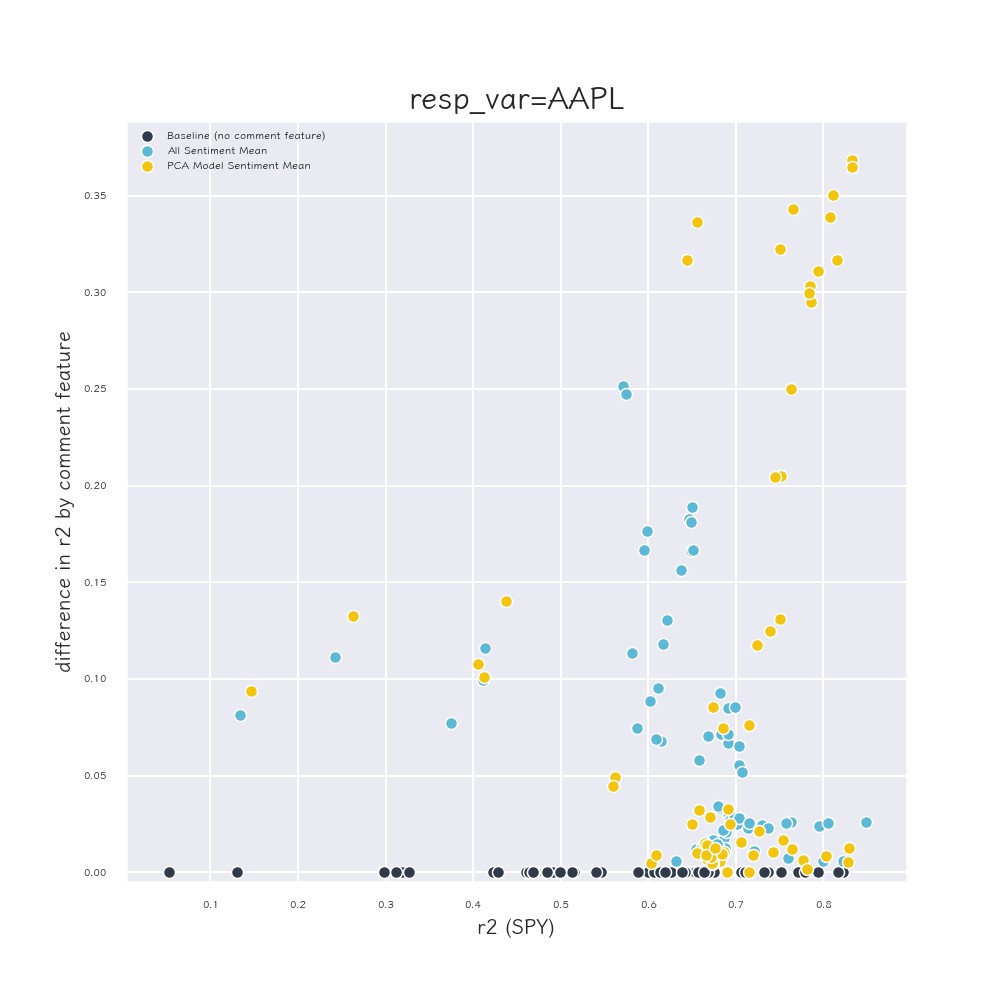 resp_var=AAPL
Baseline (no comment feature)
All Sentiment Mean
PCA Model Sentiment Mean
0.35
0.30
0.25
0.20
0.15
0.10
0.05
0.00
difference in r2 by comment feature
0.1 0.2 0.3 0.4 0.5 0.6 0.7 0.8
r2 (SPY)